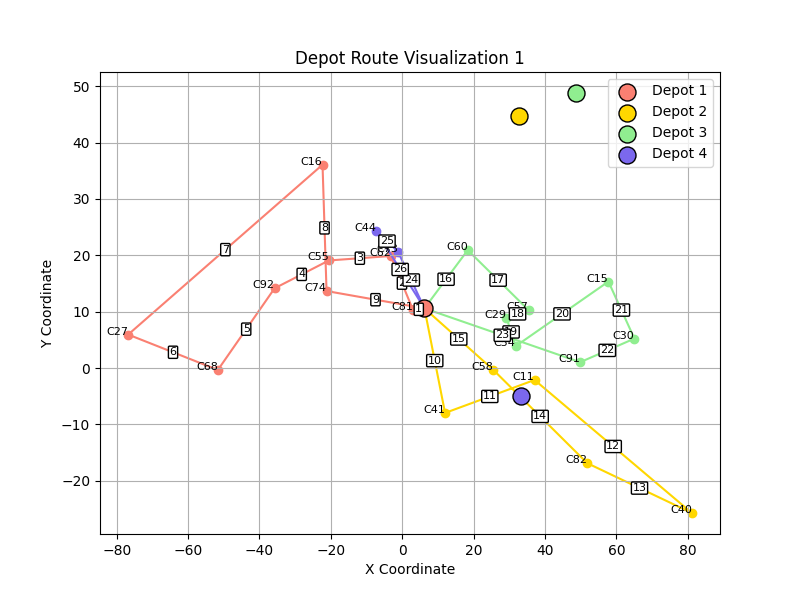 Depot Route Visualization 1
Y Coordinate
50
40
30
20
10
0
−10
−20
−80
−60
−40
−20
0
20
40
60
80
X Coordinate
Depot 1
Depot 2
Depot 3
Depot 4
C16
C44
C60
C55
C62
C92
C74
C81
C27
C68
C15
C57
C29
C30
C91
C58
C11
C41
C82
C40
1
3
4
5
6
7
8
9
10
11
12
13
14
15
16
17
18
20
21
22
23
24
25
26